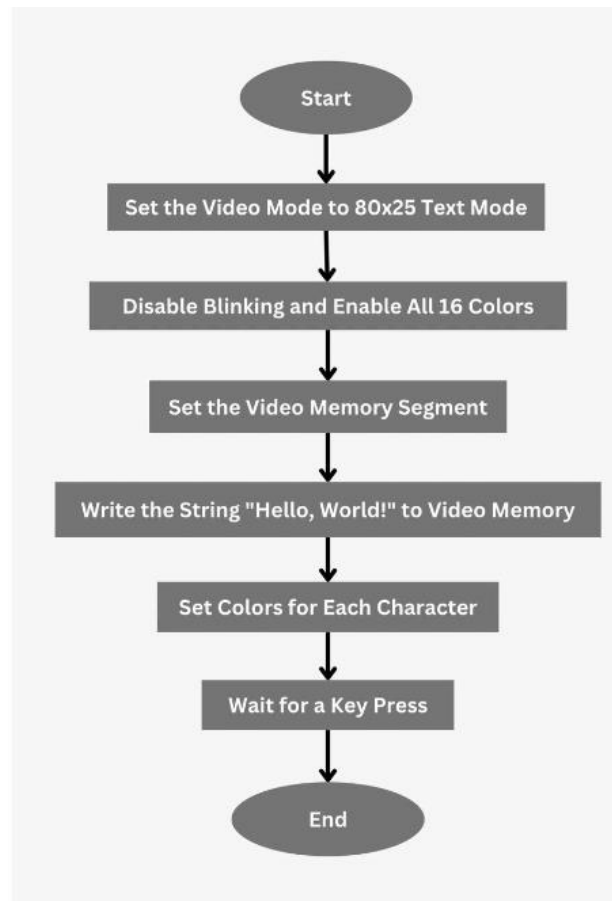 Start
Set the Video Mode to 80x25 Text Mode
Disable Blinking and Enable All 16 Colors
Set the Video Memory Segment
Write the String "Hello, World!" to Video Memory
Set Colors for Each Character
Wait for a Key Press
End